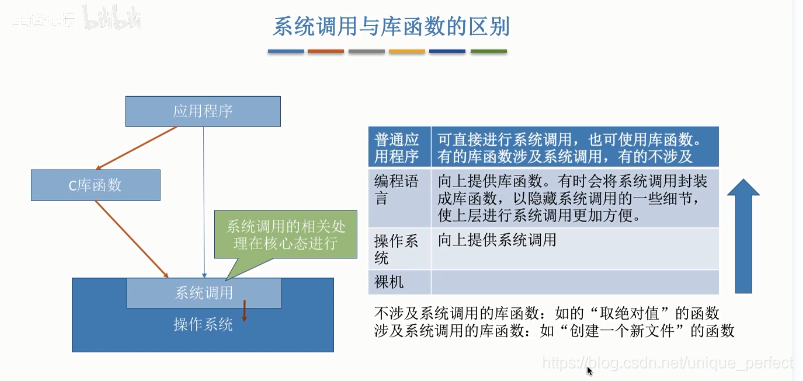 系统调用与库函数的区别
应用程序
C库函数
系统调用的相关处
理在核心态进行
系统调用
操作系统
普通应
用程序
可直接进行系统调用，也可使用库函数。
有的库函数涉及系统调用，有的不涉及
编程语
言
向上提供库函数。有时会将系统调用封装
成库函数，以隐藏系统调用的一些细节，
使上层进行系统调用更加方便。
操作系
统
向上提供系统调用
裸机
不涉及系统调用的库函数：如的“取绝对值”的函数
涉及系统调用的库函数：如“创建一个新文件”的函数
https://blog.csdn.net/unique_perfect